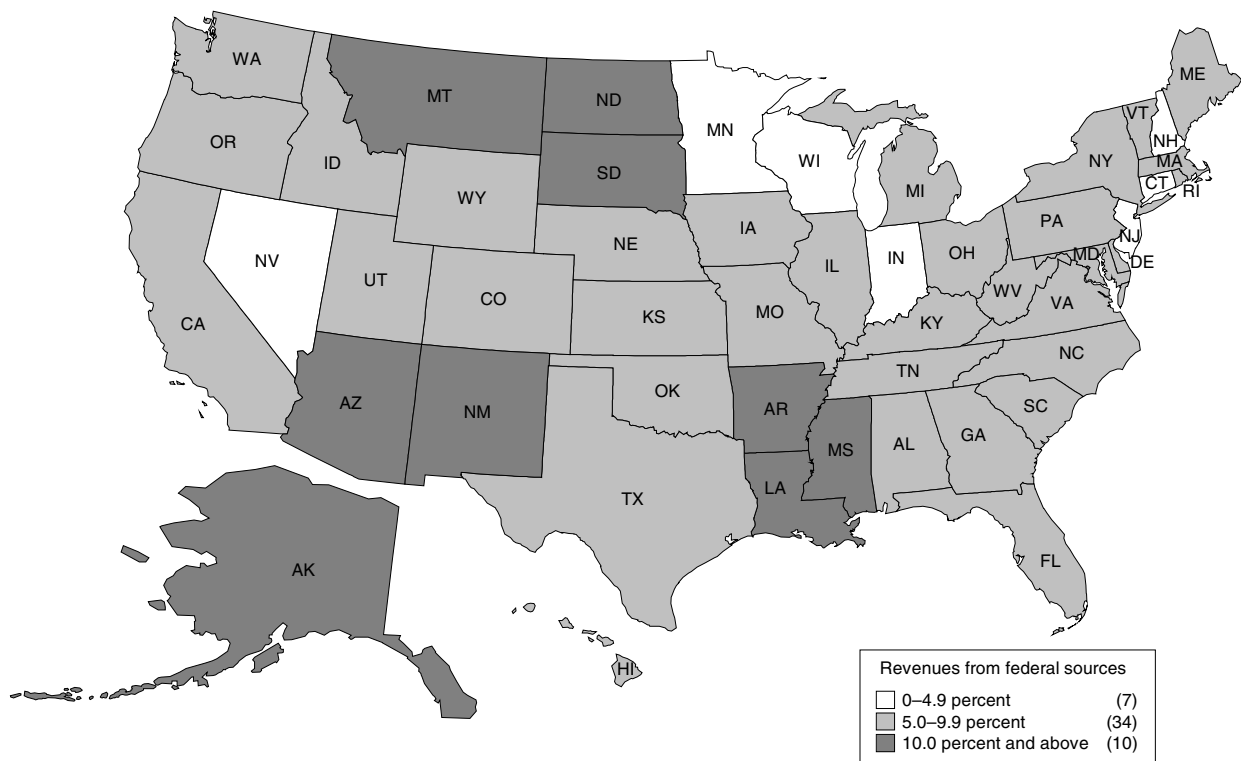 WA
MT
ND
MN
ME
VT
NH
OR
ID
SD
WI
NY
MA
CT
RI
WY
MI
IA
PA
NJ
NE
NV
UT
CO
IL
IN
OH
MD
DE
WV
VA
CA
KS
MO
KY
NC
TN
AZ
NM
OK
AR
SC
MS
AL
GA
LA
TX
FL
AK
HI
Revenues from federal sources
0–4.9 percent (7)
5.0–9.9 percent (34)
10.0 percent and above (10)